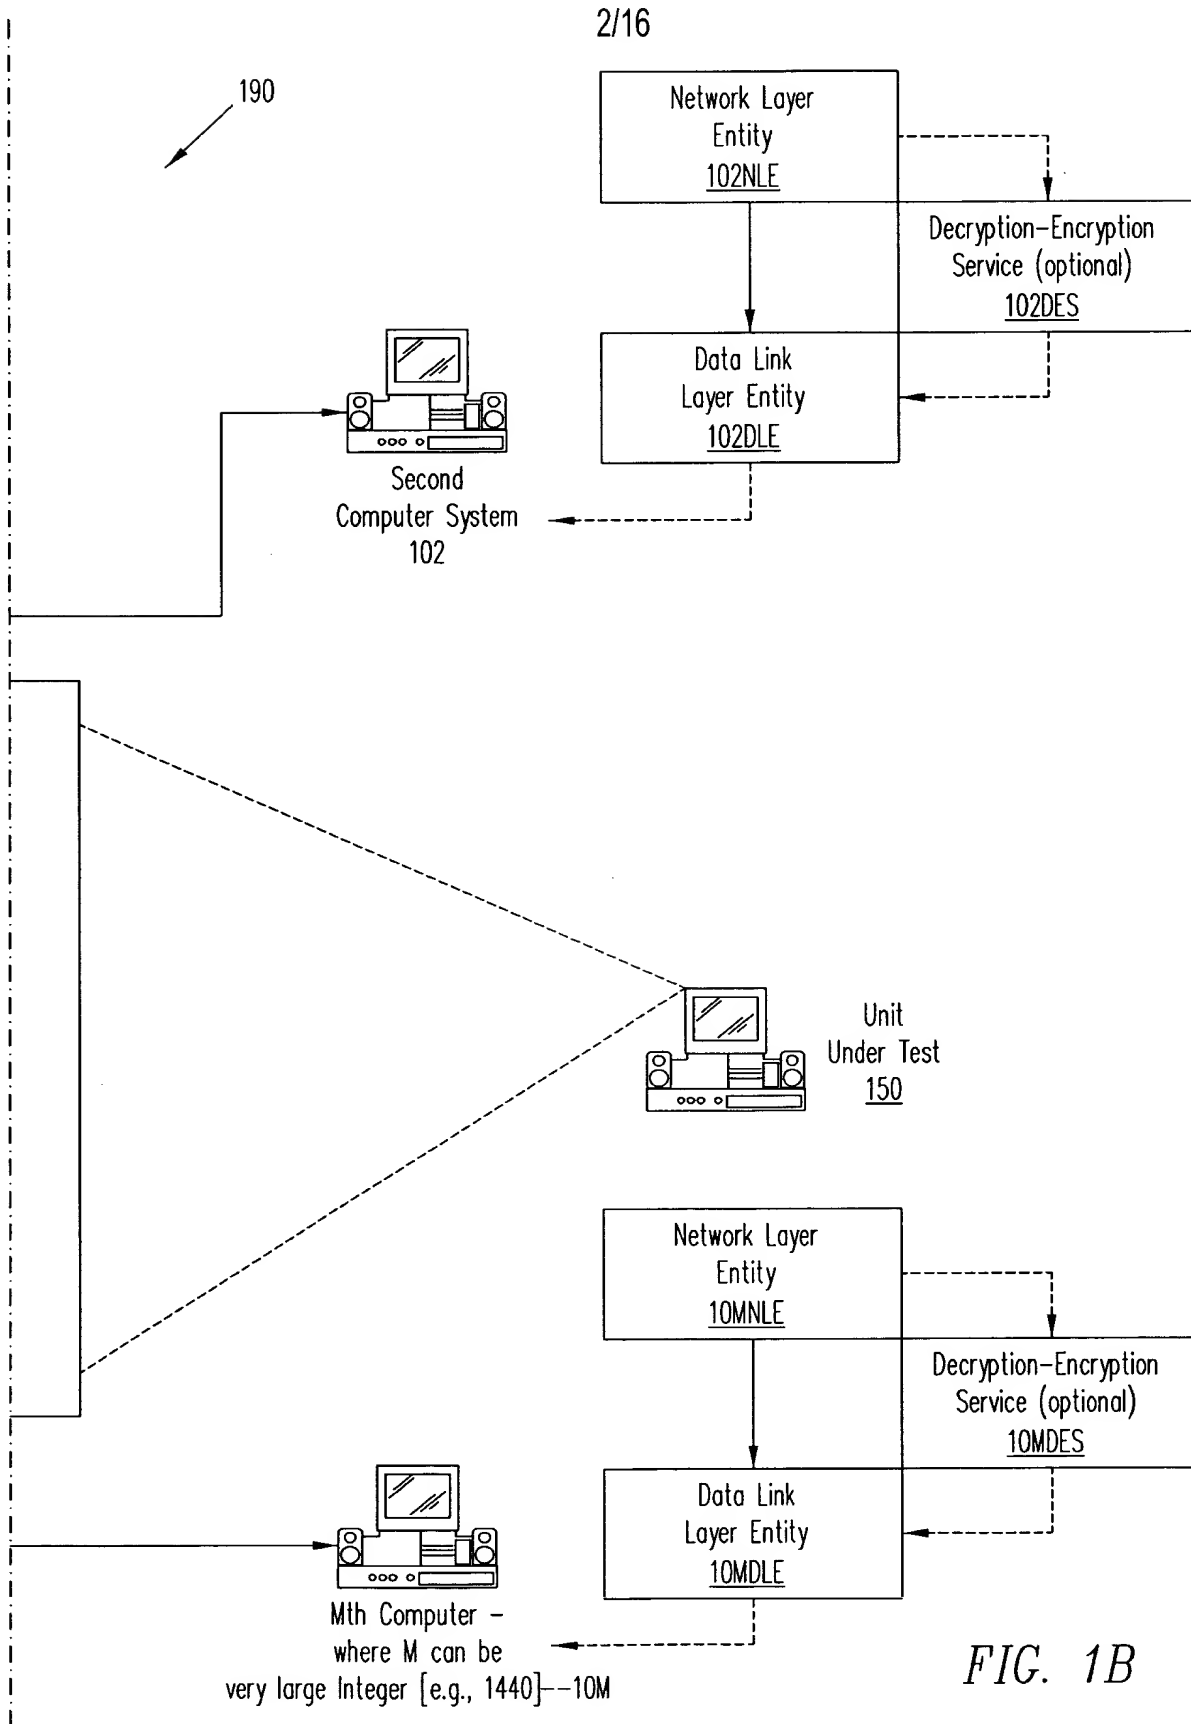 2/16
190
Network Layer
Entity
102NLE
Decryption-Encryption
Service (optional)
102DES
Data Link
Layer Entity
102DLE
Second
Computer System
102
Unit
Under Test
150
Network Layer
Entity
10MNLE
Decryption-Encryption
Service (optional)
10MDES
Data Link
Layer Entity
10MDLE
Mth Computer -
where M can be
very large Integer [e.g., 1440]--10M
FIG. 1B